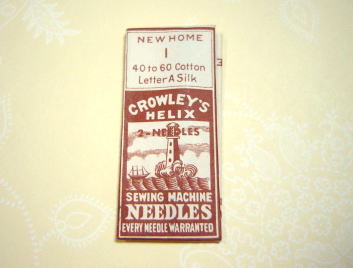 NEW HOME
1
40 to 60 Cotton
Letter A Silk
CROWLEY'S
HELIX
2-NEEDLES
SEWING MACHINE
NEEDLES
EVERY NEEDLE WARRANTED
E